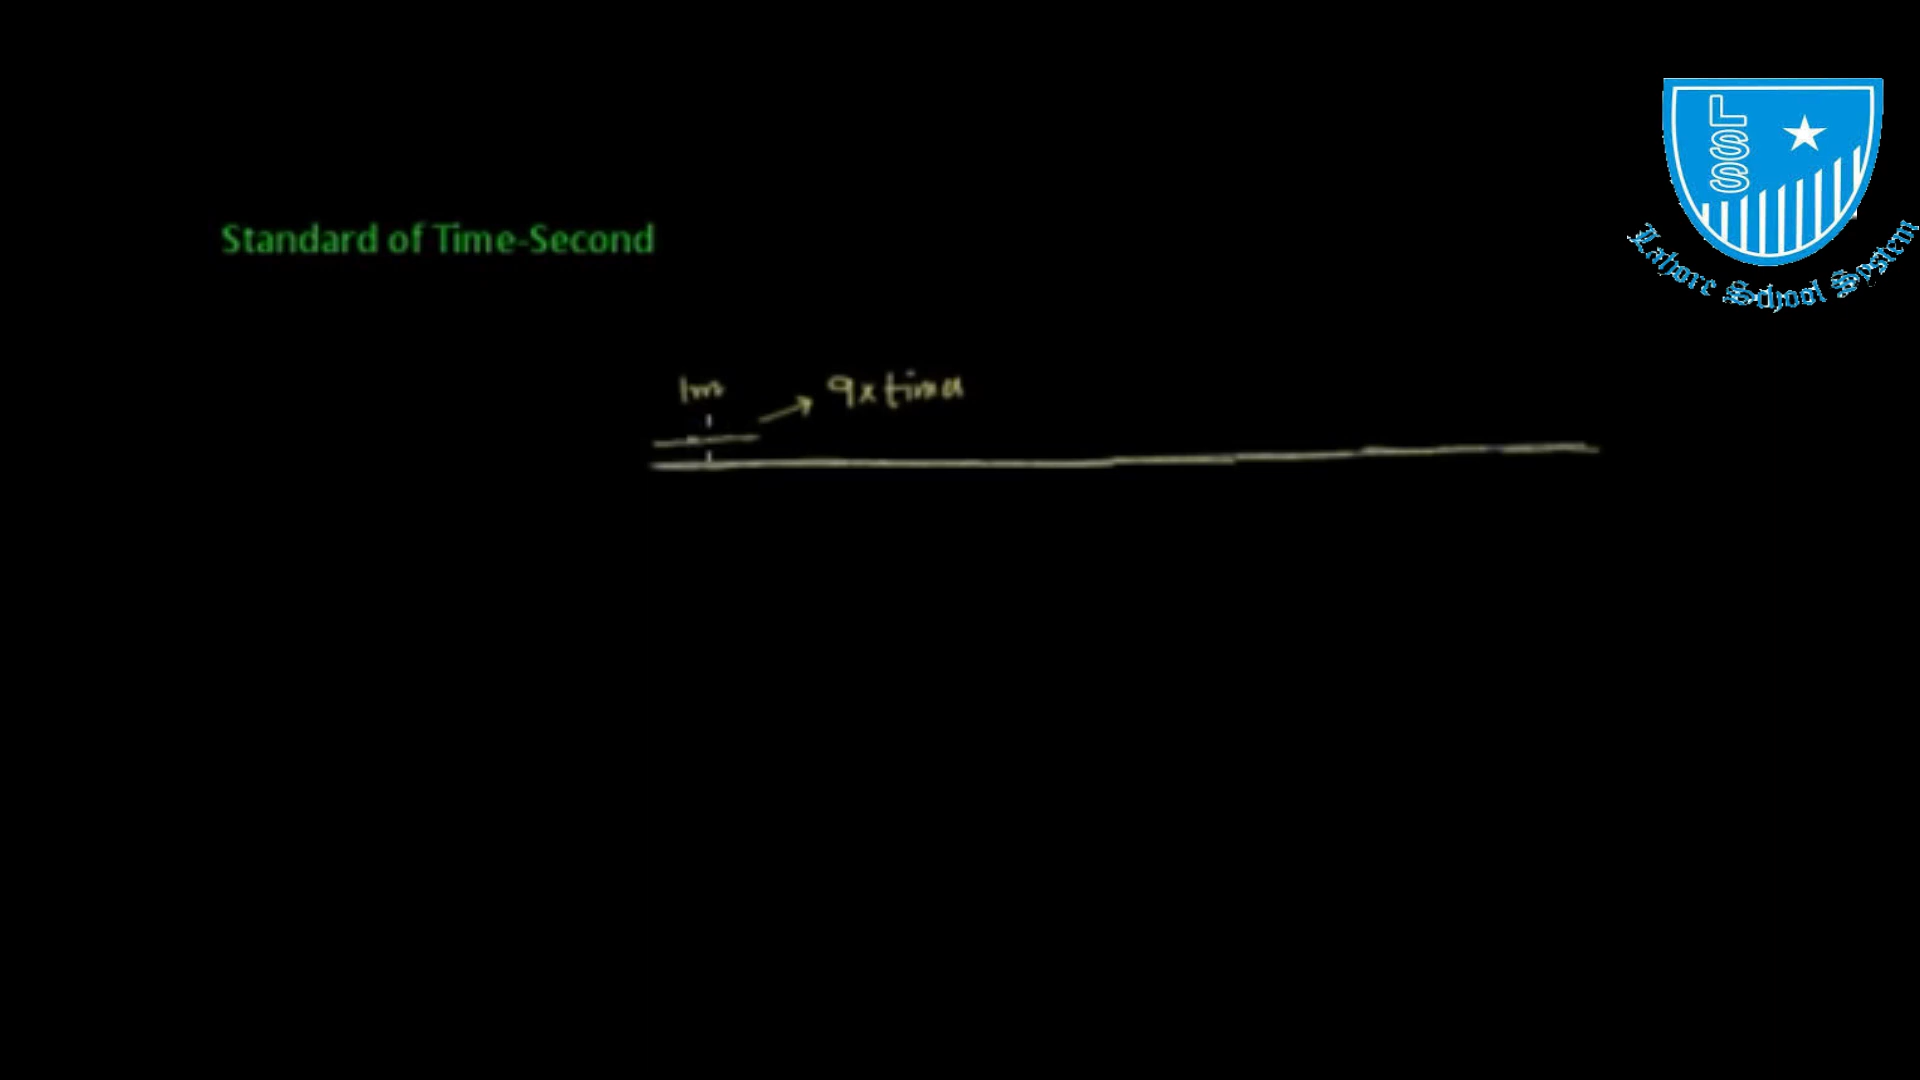 LSS
Lahore School System
Standard of Time-Second
1m
9x time